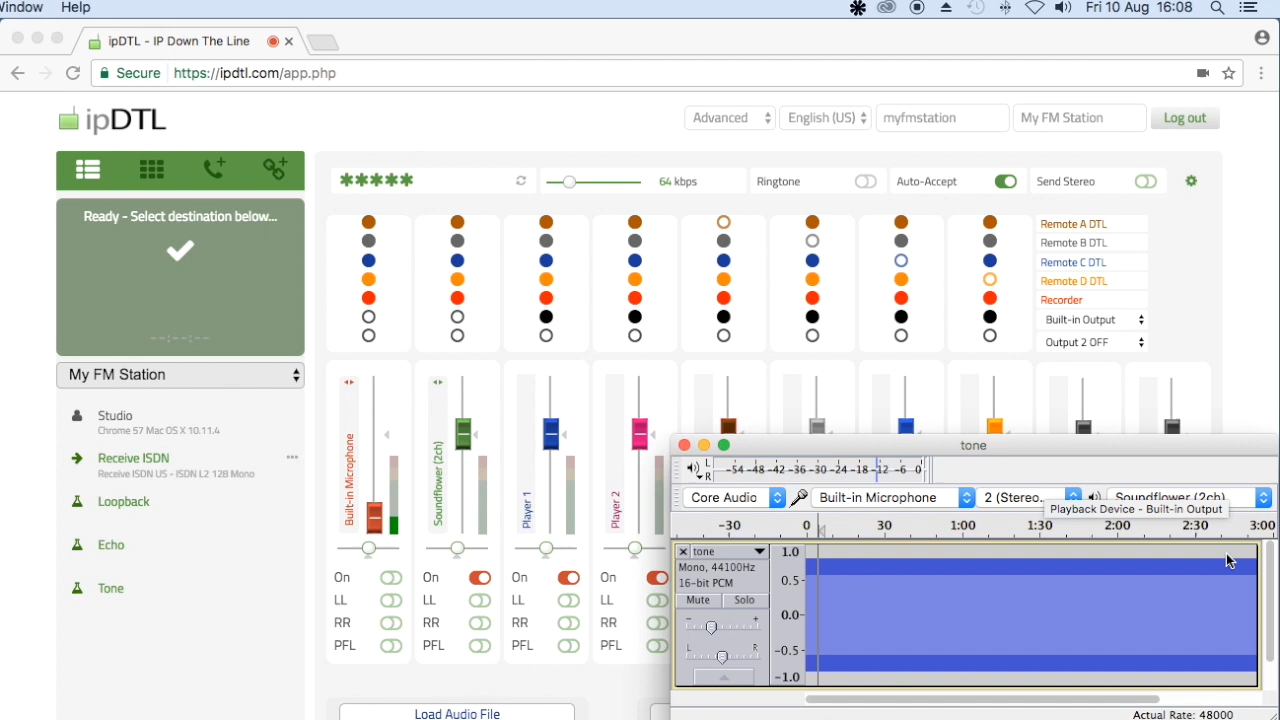 Window Help Fri 10 Aug 16:08
ipDTL - IP Down The Line
Secure https://ipdtl.com/app.php
ipDTL Advanced English (US) myfmstation My FM Station Log out
Ready - Select destination below...
--:--:--
My FM Station
Studio
Chrome 57 Mac OS X 10.11.4
Receive ISDN
Receive ISDN US - ISDN L2 128 Mono
Loopback
Echo
Tone
***** 64 kbps Ringtone Auto-Accept Send Stereo
Remote A DTL
Remote B DTL
Remote C DTL
Remote D DTL
Recorder
Built-in Output
Output 2 OFF
Built-in Microphone
Soundflower (2ch)
Player 1
Player 2
On On On On
LL LL LL LL
RR RR RR RR
PFL PFL PFL PFL
Load Audio File
tone
L
R
-54 -48 -42 -36 -30 -24 -18 -12 -6 0
Core Audio Built-in Microphone 2 (Stereo... Soundflower (2ch)
Playback Device - Built-in Output
-30 0 30 1:00 1:30 2:00 2:30 3:00
tone
Mono, 44100Hz
16-bit PCM
Mute Solo
- +
L R
1.0
0.5-
0.0-
-0.5-
-1.0
Actual Rate: 48000